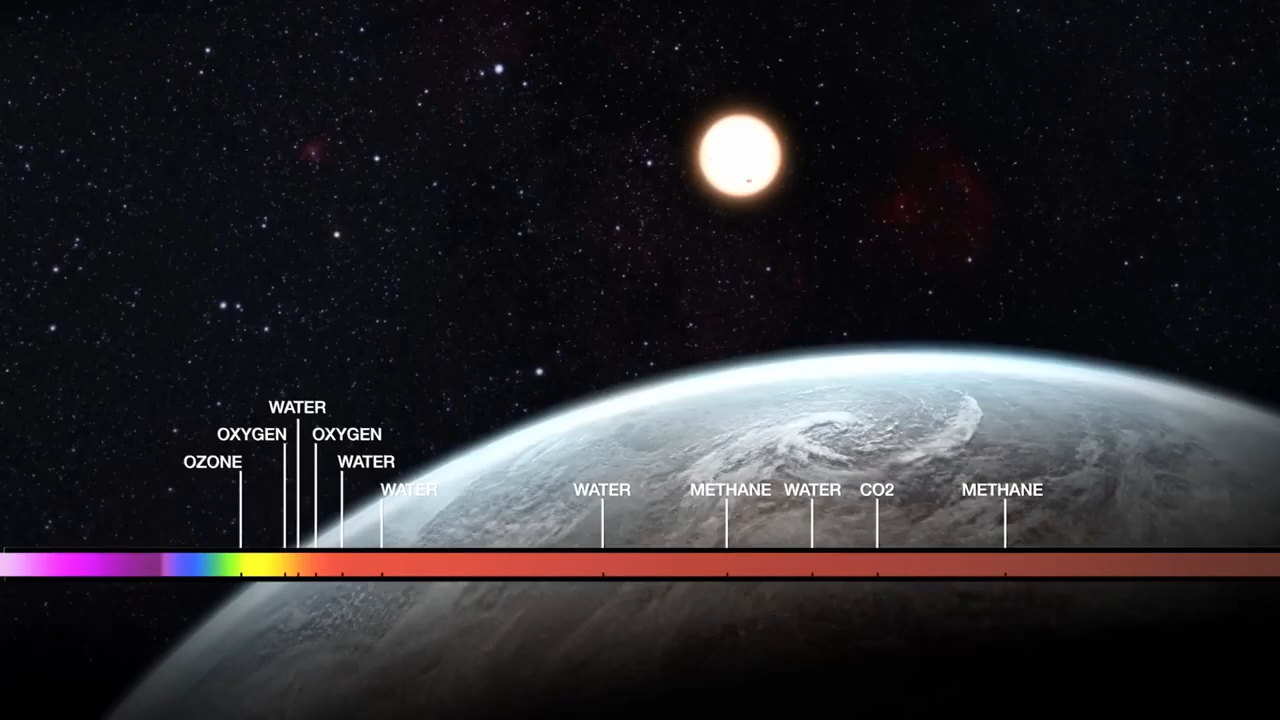 WATER
OXYGEN OXYGEN
OZONE WATER
WATER WATER METHANE WATER CO2 METHANE